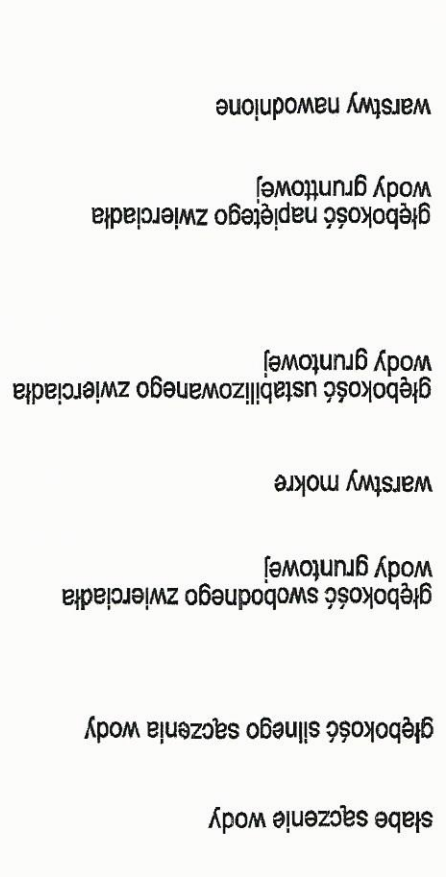 słabe sączenie wody
głębokość silnego sączenia wody
głębokość swobodnego zwierciadła
wody gruntowej
warstwy mokre
głębokość ustabilizowanego zwierciadła
wody gruntowej
głębokość napiętego zwierciadła
wody grunttowej
warstwy nawodnione